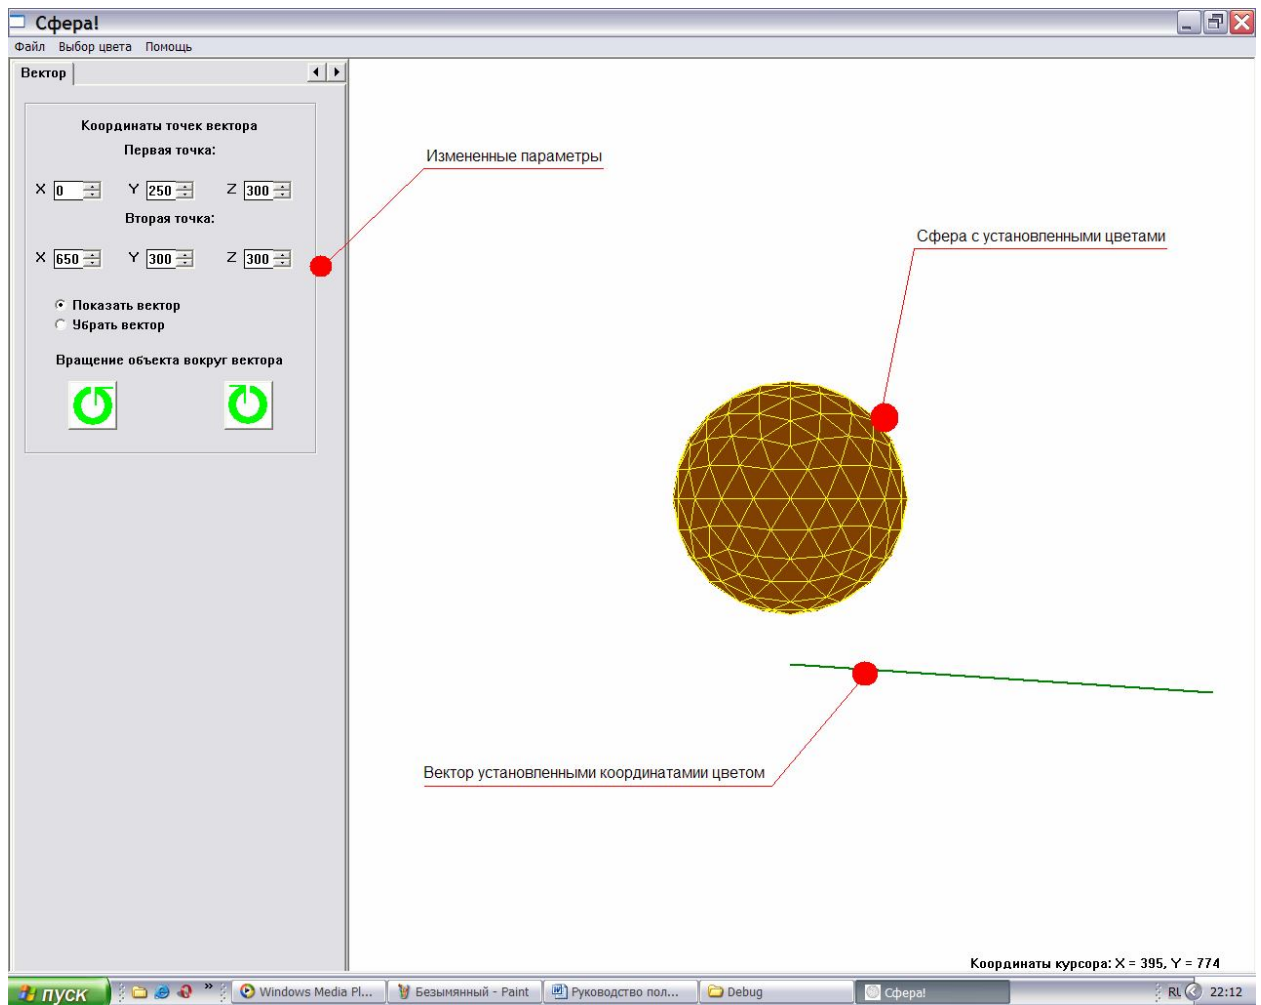 Сфера!
Файл Выбор цвета Помощь
Вектор
Координаты точек вектора
Первая точка:
X 0 Y 250 Z 300
Вторая точка:
X 650 Y 300 Z 300
Показать вектор
Убрать вектор
Вращение объекта вокруг вектора
Измененные параметры
Сфера с установленными цветами
Вектор установленными координатамии цветом
Координаты курсора: X = 395, Y = 774
пуск » Windows Media Pl... Безымянный - Paint Руководство пол... Debug Сфера! RL 22:12